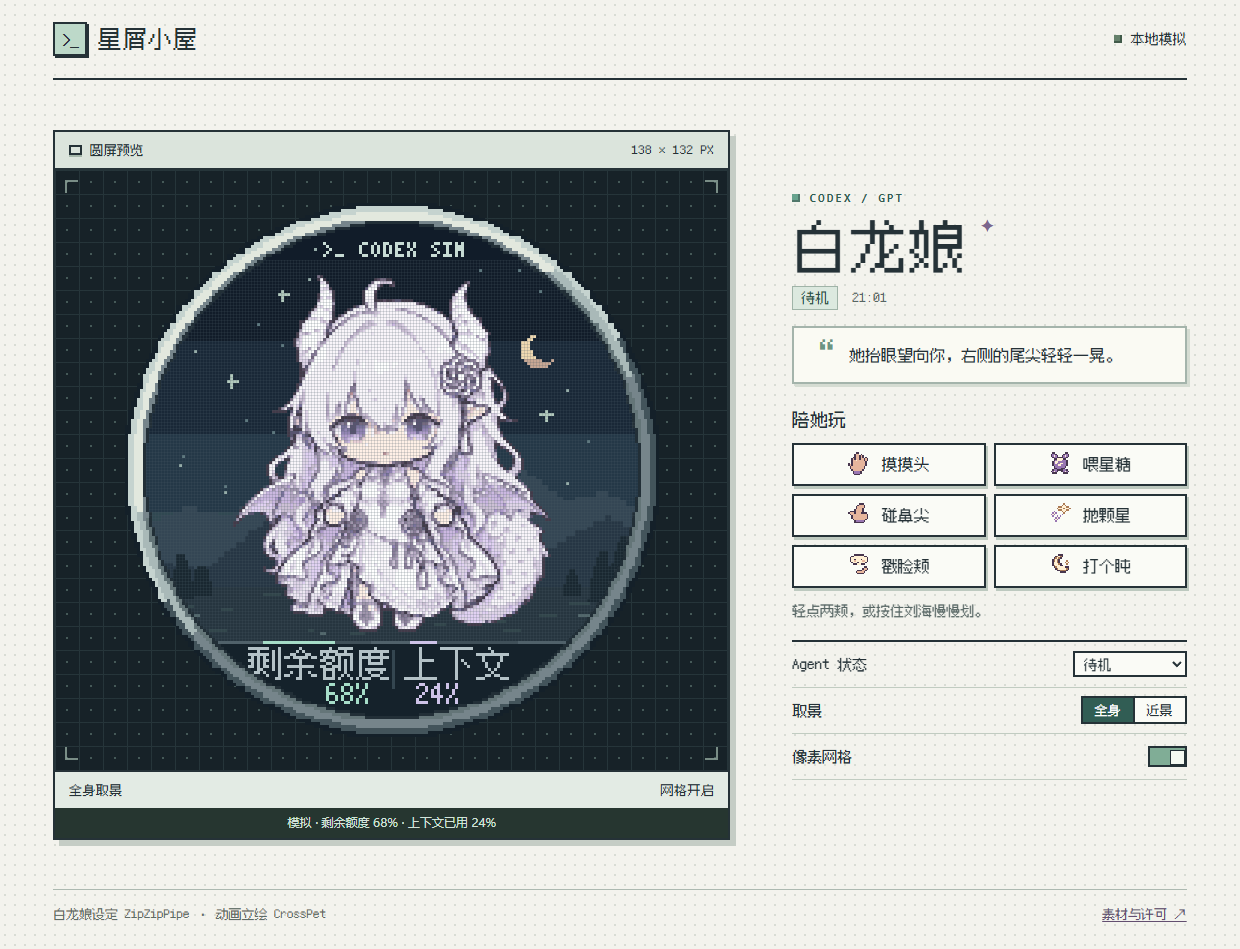 >_ 星屑小屋
本地模拟
圆屏预览
138 × 132 PX
>_ CODEX SIM
剩余额度 上下文
68% 24%
全身取景
网格开启
模拟 · 剩余额度 68% · 上下文已用 24%
CODEX / GPT
白龙娘
待机 21:01
“ 她抬眼望向你，右侧的尾尖轻轻一晃。
陪她玩
摸摸头 喂星糖
碰鼻尖 抛颗星
戳脸颊 打个盹
轻点两颊，或按住刘海慢慢划。
Agent 状态 待机
取景 全身 近景
像素网格
白龙娘设定 ZipZipPipe · 动画立绘 CrossPet
素材与许可 ↗